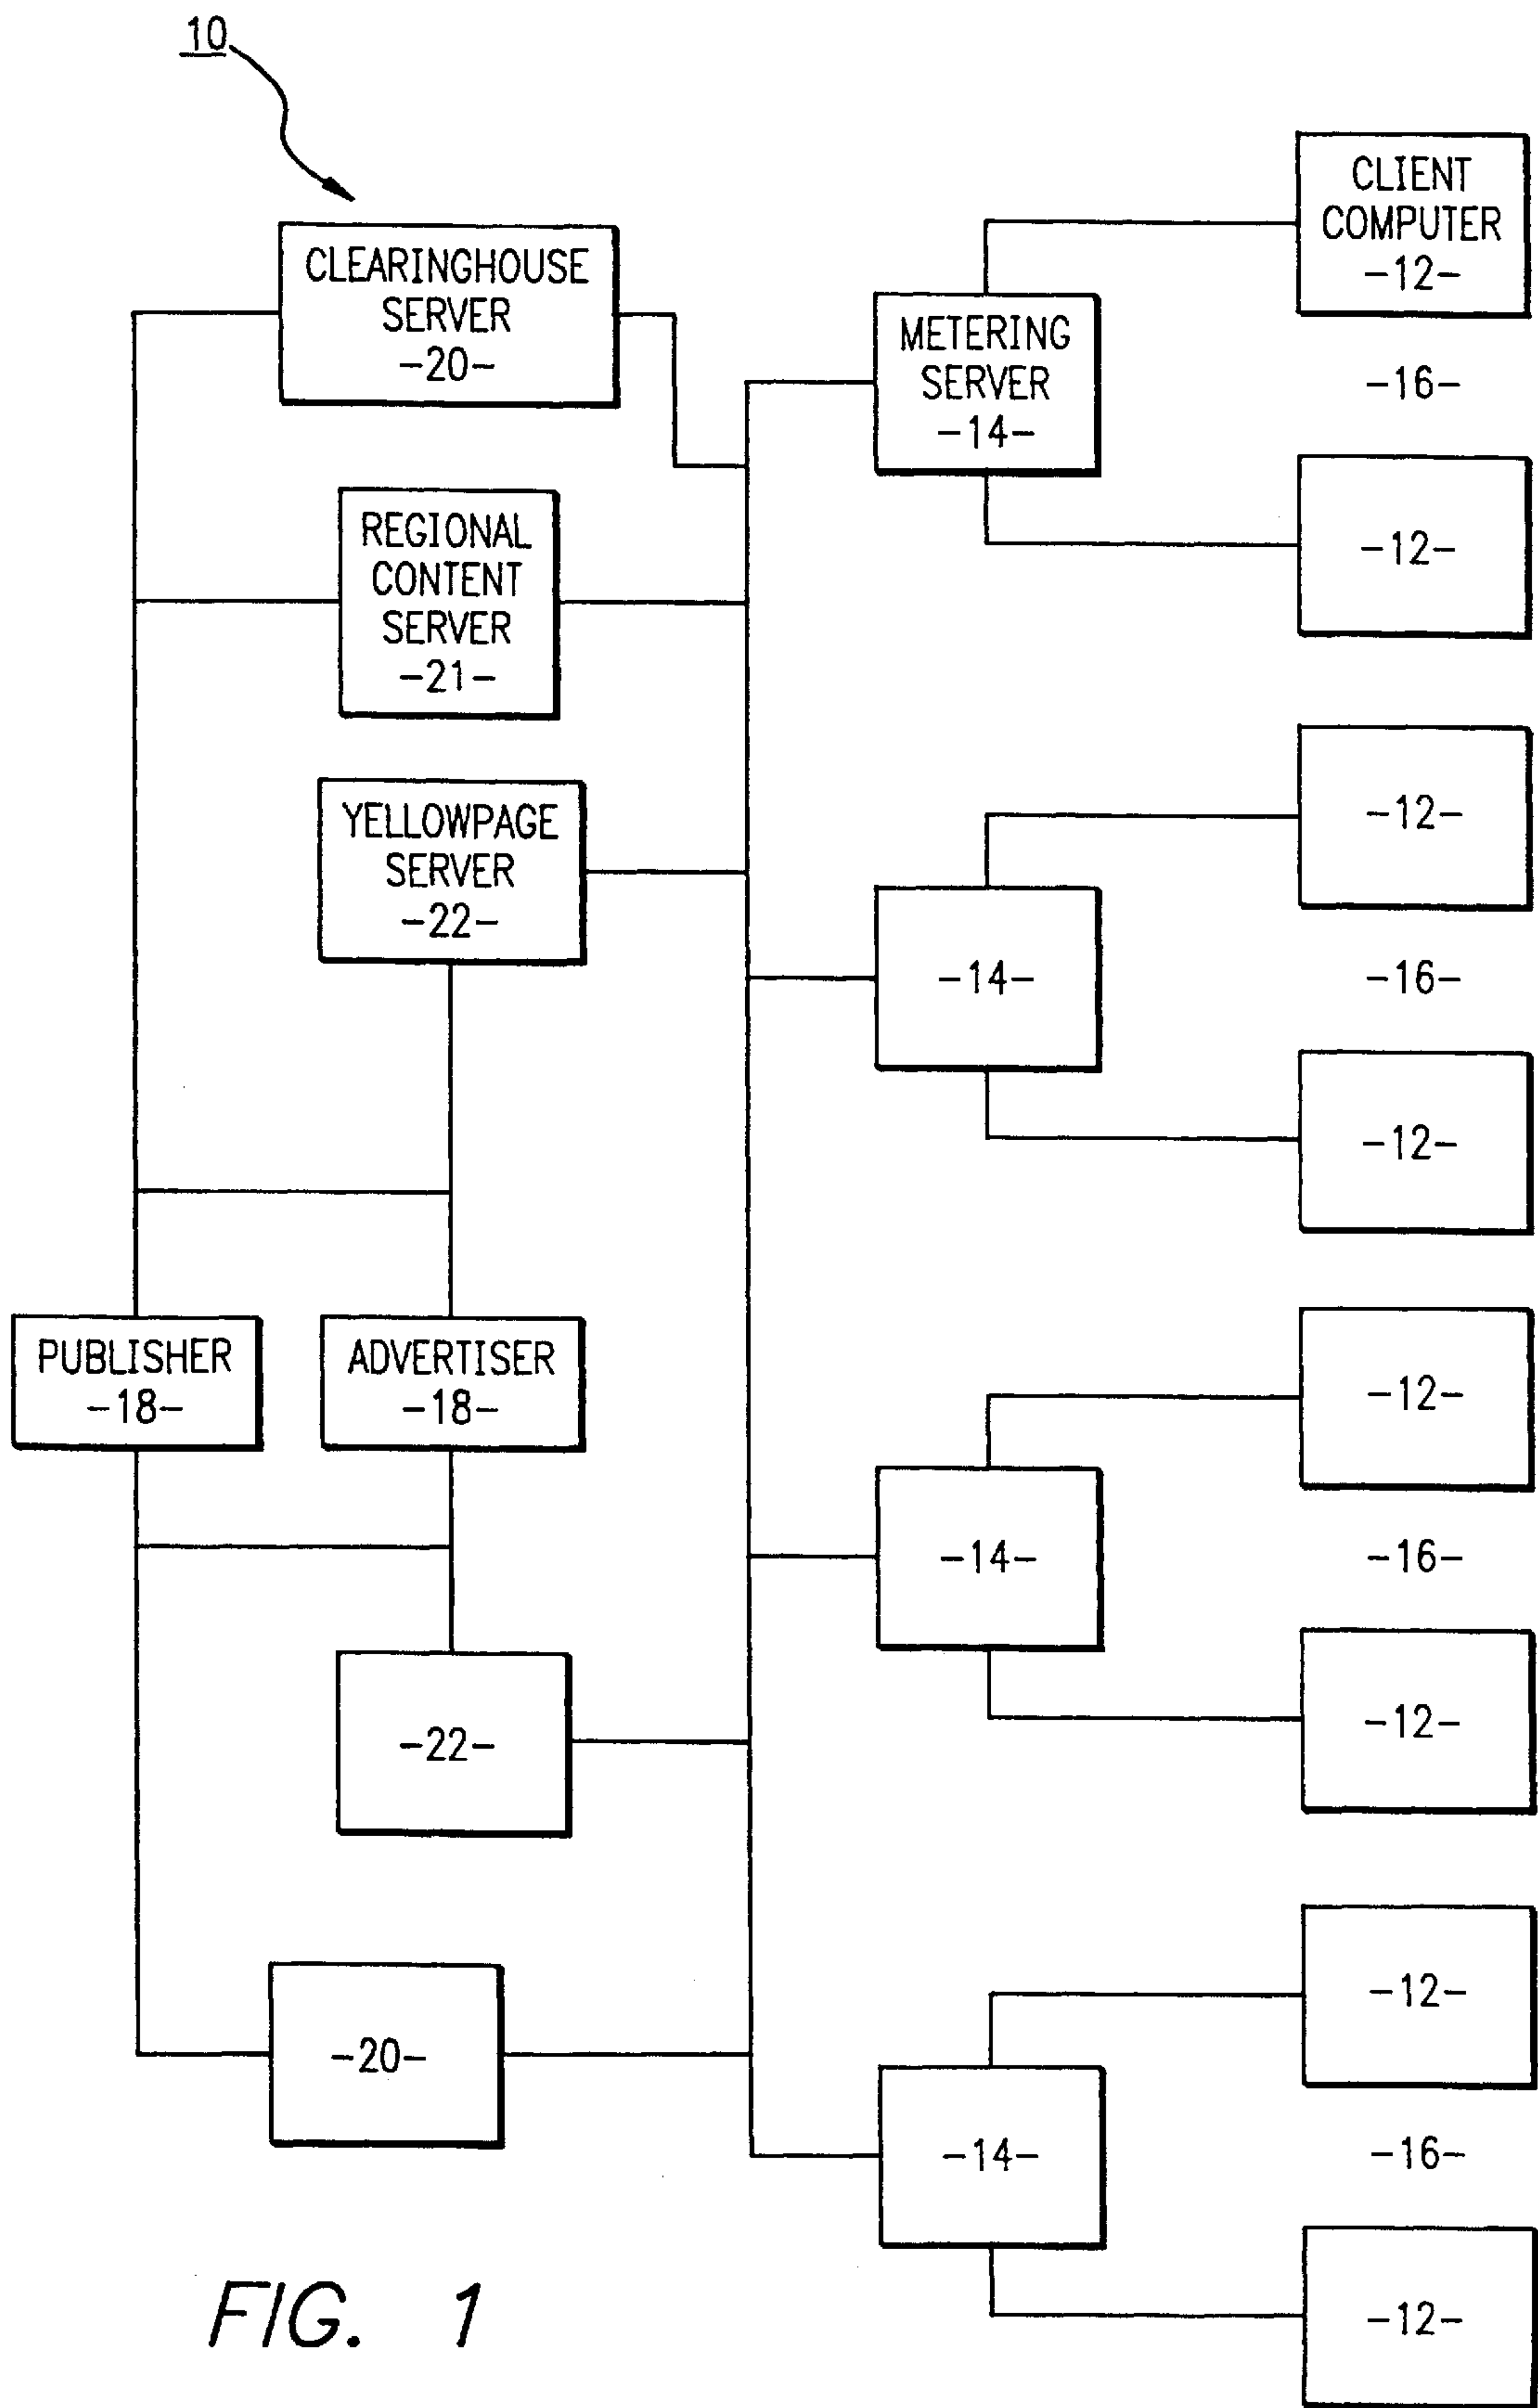 10
CLEARINGHOUSE
SERVER
-20-
REGIONAL
CONTENT
SERVER
-21-
YELLOWPAGE
SERVER
-22-
PUBLISHER
-18-
ADVERTISER
-18-
-22-
-20-
METERING
SERVER
-14-
-14-
-14-
-14-
CLIENT
COMPUTER
-12-
-16-
-12-
-12-
-16-
-12-
-12-
-16-
-12-
-12-
-16-
-12-
FIG. 1